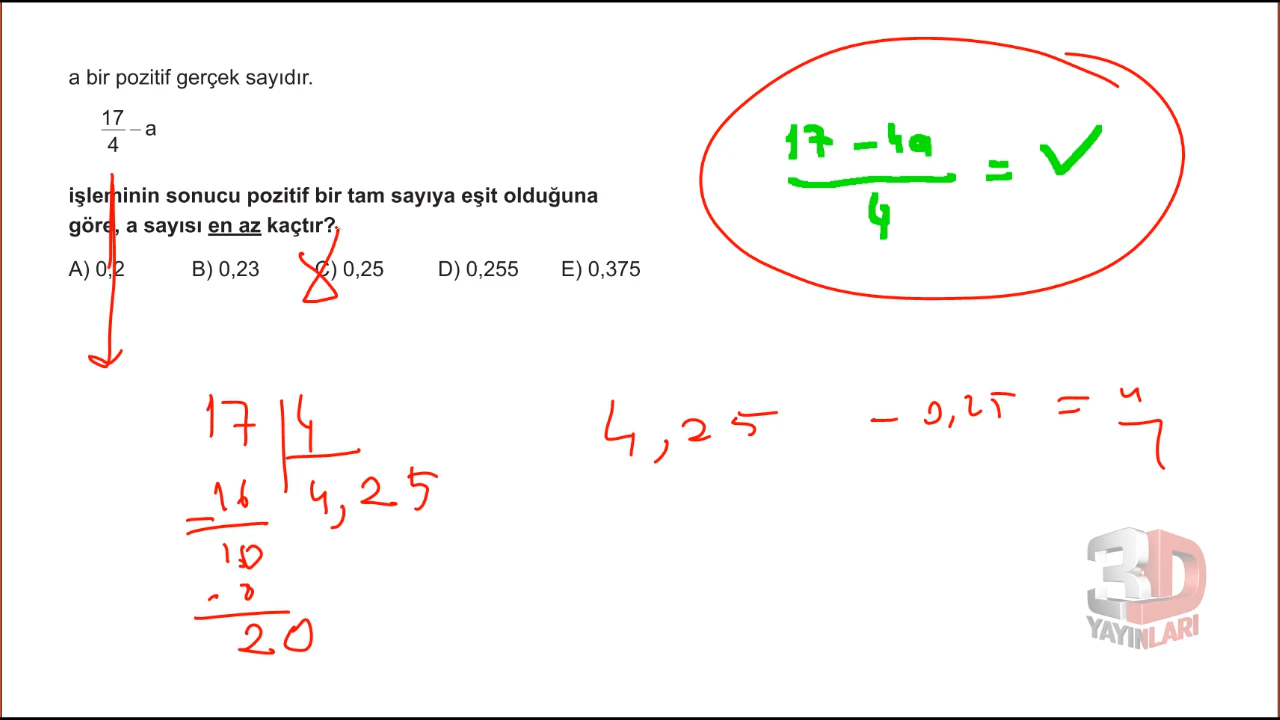 a bir pozitif gerçek sayıdır.
17
4
– a
işleminin sonucu pozitif bir tam sayıya eşit olduğuna
göre, a sayısı en az kaçtır?
A) 0,2 B) 0,23 C) 0,25 D) 0,255 E) 0,375
17 – 4a
4
= ✓
17 4
– 16 4,25
10
- 8
20
4,25 – 0,25 = 4
3D
YAYINLARI